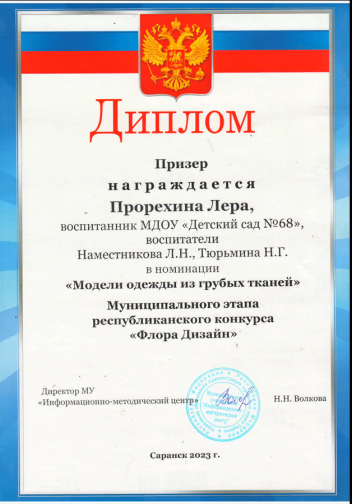 Диплом
Призер
награждается
Прорехина Лера,
воспитанник МДОУ «Детский сад №68»,
воспитатели
Наместникова Л.Н., Тюрьмина Н.Г.
в номинации
«Модели одежды из грубых тканей»
Муниципального этапа
республиканского конкурса
«Флора Дизайн»
Директор МУ
«Информационно-методический центр»
Н.Н. Волкова
Саранск 2023 г.